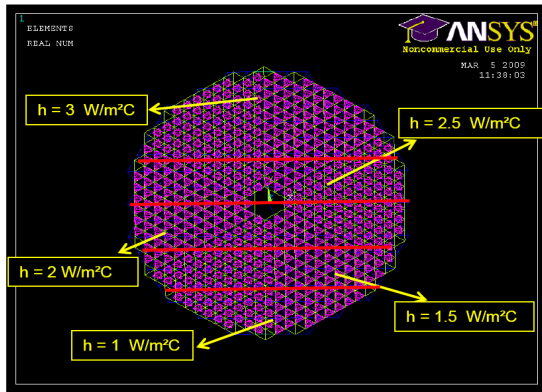 1
ELEMENTS
REAL NUM
ANSYS
Noncommercial Use Only
MAR 5 2009
11:38:03
h = 3 W/m²C
h = 2.5 W/m²C
h = 2 W/m²C
h = 1.5 W/m²C
h = 1 W/m²C